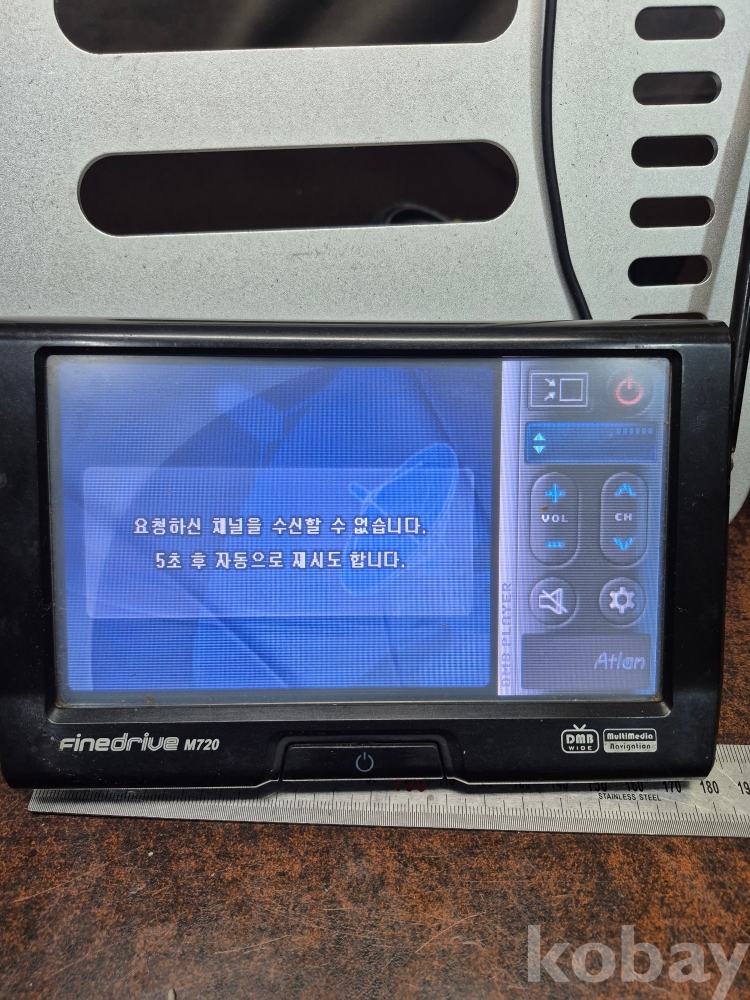 요청하신 채널을 수신할 수 없습니다.
5초 후 자동으로 재시도 합니다.
VOL
CH
DMB PLAYER
Atlan
FineDrive M720
DMB
WIDE
MultiMedia
Navigation
160 170 180
STAINLESS STEEL
kobay